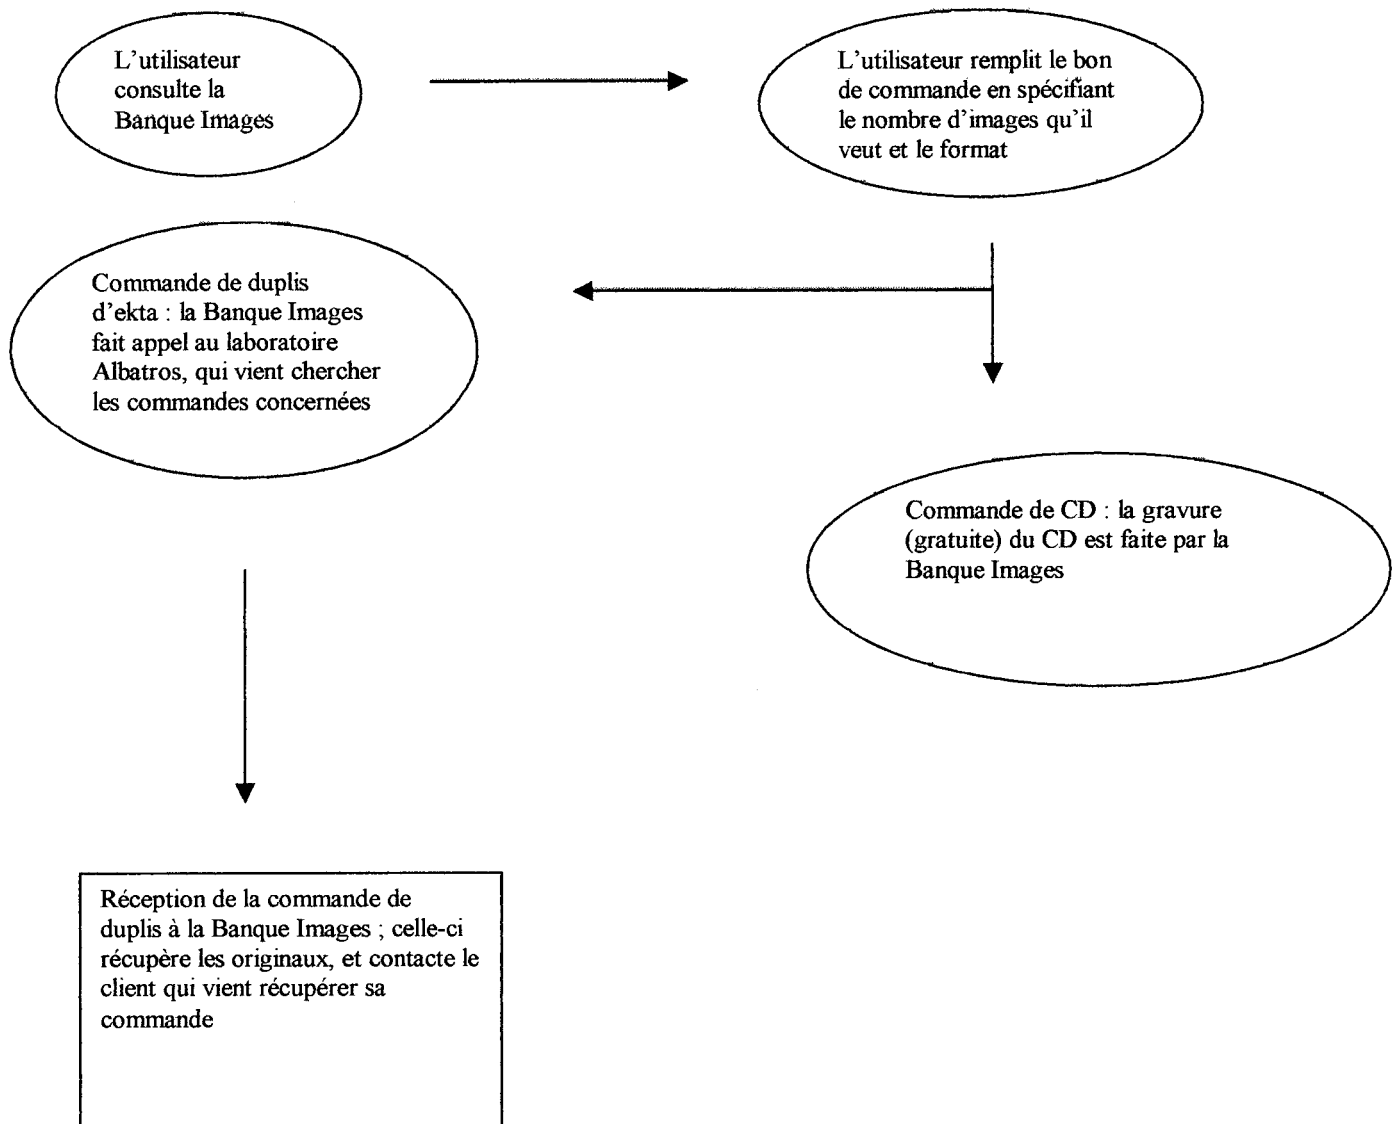 L'utilisateur
consulte la
Banque Images
L'utilisateur remplit le bon
de commande en spécifiant
le nombre d'images qu'il
veut et le format
Commande de duplis
d'ekta : la Banque Images
fait appel au laboratoire
Albatros, qui vient chercher
les commandes concernées
Commande de CD : la gravure
(gratuite) du CD est faite par la
Banque Images
Réception de la commande de
duplis à la Banque Images ; celle-ci
récupère les originaux, et contacte le
client qui vient récupérer sa
commande